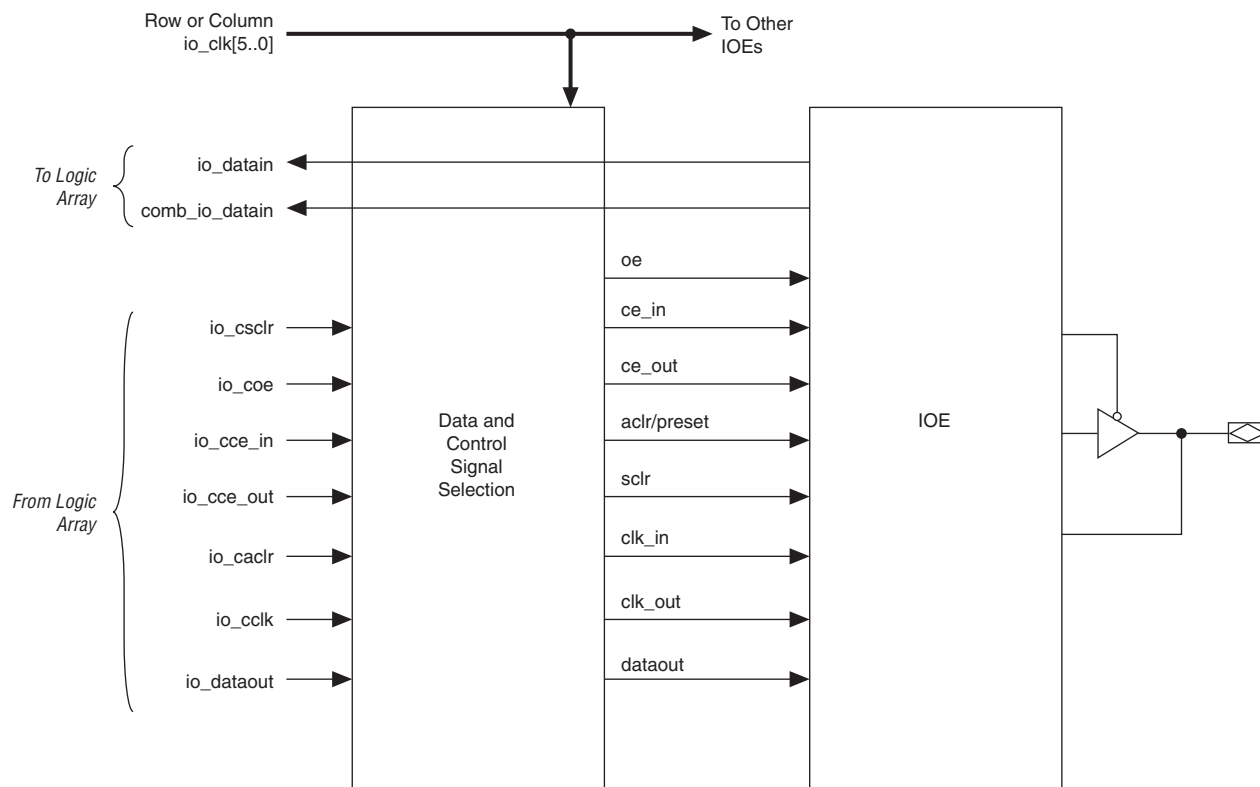 Row or Column
io_clk[5..0]
To Other
IOEs
To Logic
Array
io_datain
comb_io_datain
oe
ce_in
ce_out
aclr/preset
sclr
clk_in
clk_out
dataout
From Logic
Array
io_csclr
io_coe
io_cce_in
io_cce_out
io_caclr
io_cclk
io_dataout
Data and
Control
Signal
Selection
IOE